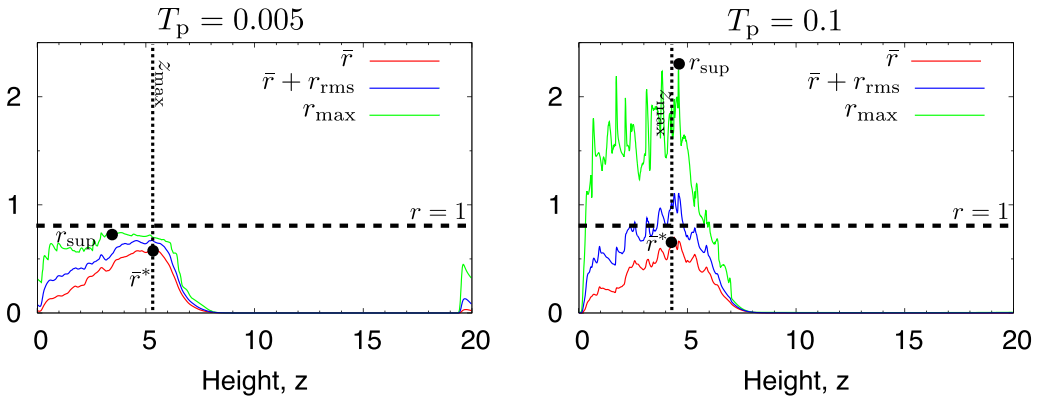 T_p = 0.005
r̄
r̄ + r_rms
r_max
z_max
r_sup
r̄*
r = 1
2
1
0
0 5 10 15 20
Height, z
T_p = 0.1
r̄
r̄ + r_rms
r_max
r_sup
z_max
r̄*
r = 1
2
1
0
0 5 10 15 20
Height, z